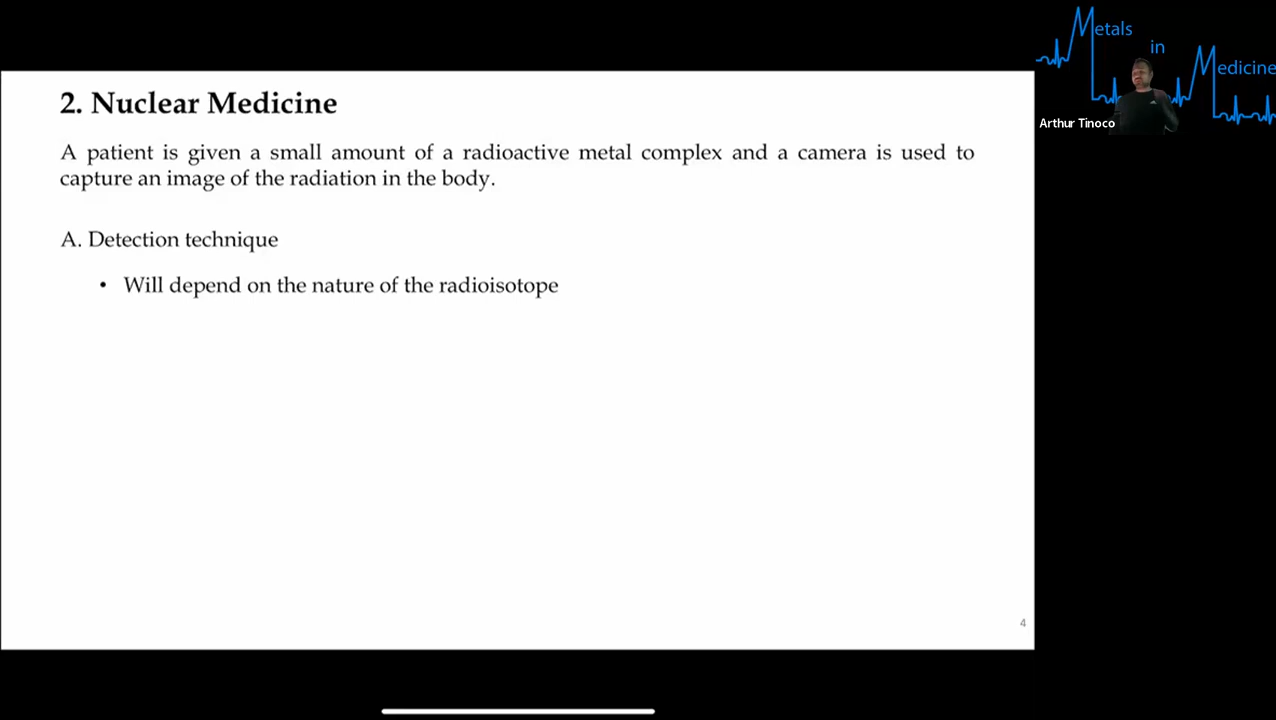 2. Nuclear Medicine
A patient is given a small amount of a radioactive metal complex and a camera is used to
capture an image of the radiation in the body.
A. Detection technique
• Will depend on the nature of the radioisotope
4
Metals
in
Medicine
Arthur Tinoco